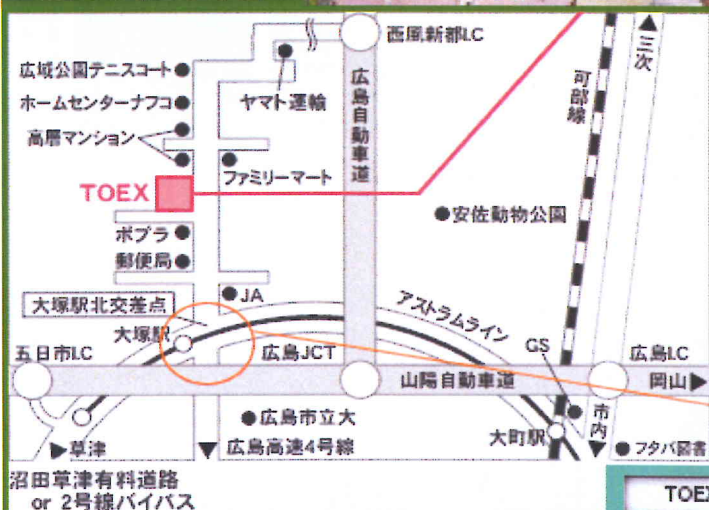 西風新都I.C
三次
広域公園テニスコート
ホームセンターナフコ
ヤマト運輸
高層マンション
広島自動車道
可部線
ファミリーマート
TOEX
安佐動物公園
ポプラ
郵便局
JA
大塚駅北交差点
アストラムライン
大塚駅
五日市I.C
広島JCT
GS
広島I.C
山陽自動車道
岡山
広島市立大
大町駅
市内
草津
広島高速4号線
フタバ図書
沼田草津有料道路
or 2号線バイパス
TOEX